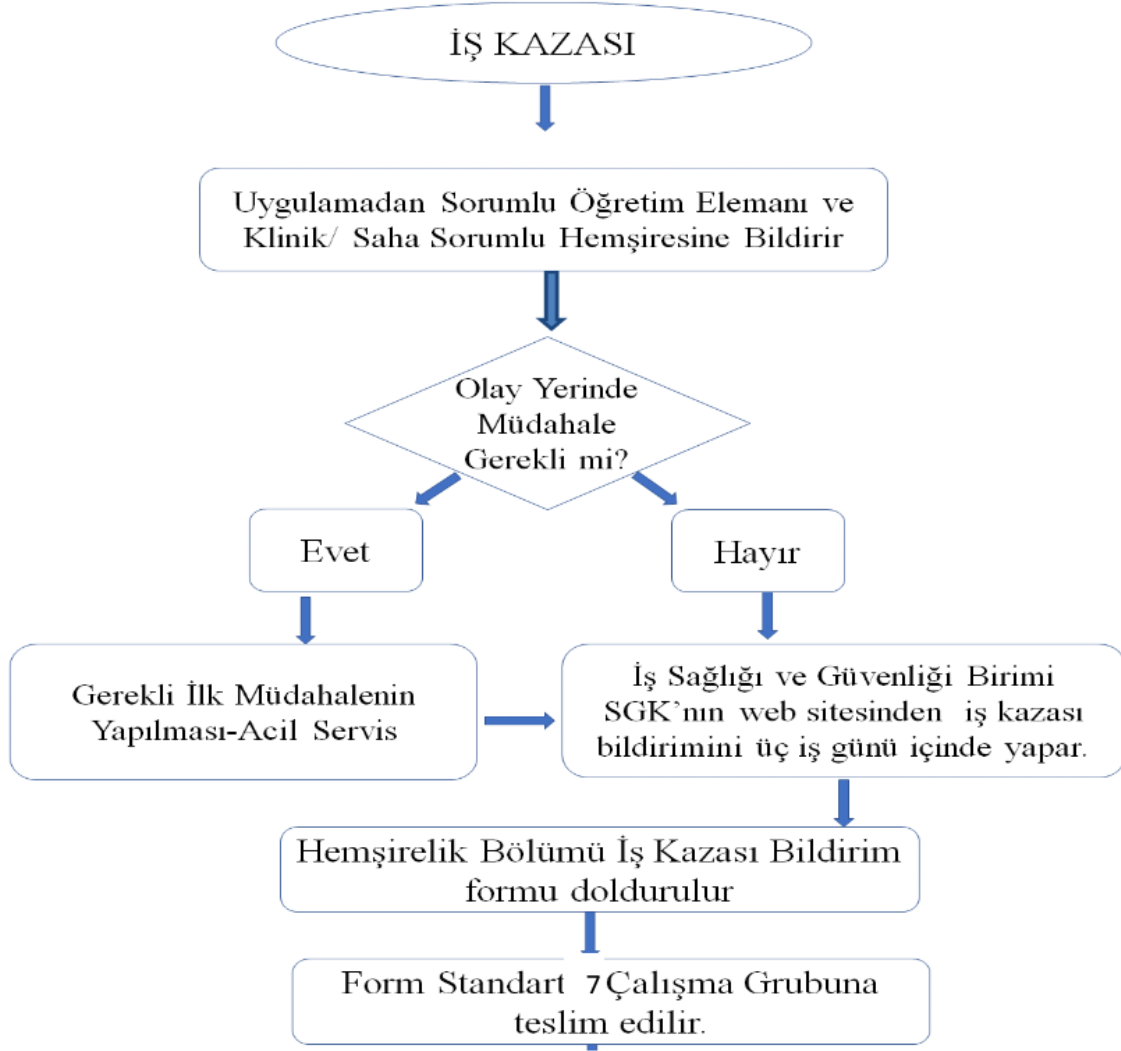 İŞ KAZASI
Uygulamadan Sorumlu Öğretim Elemanı ve
Klinik/ Saha Sorumlu Hemşiresine Bildirir
Olay Yerinde
Müdahale
Gerekli mi?
Evet
Hayır
Gerekli İlk Müdahalenin
Yapılması-Acil Servis
İş Sağlığı ve Güvenliği Birimi
SGK’nın web sitesinden iş kazası
bildirimini üç iş günü içinde yapar.
Hemşirelik Bölümü İş Kazası Bildirim
formu doldurulur
Form Standart 7 Çalışma Grubuna
teslim edilir.